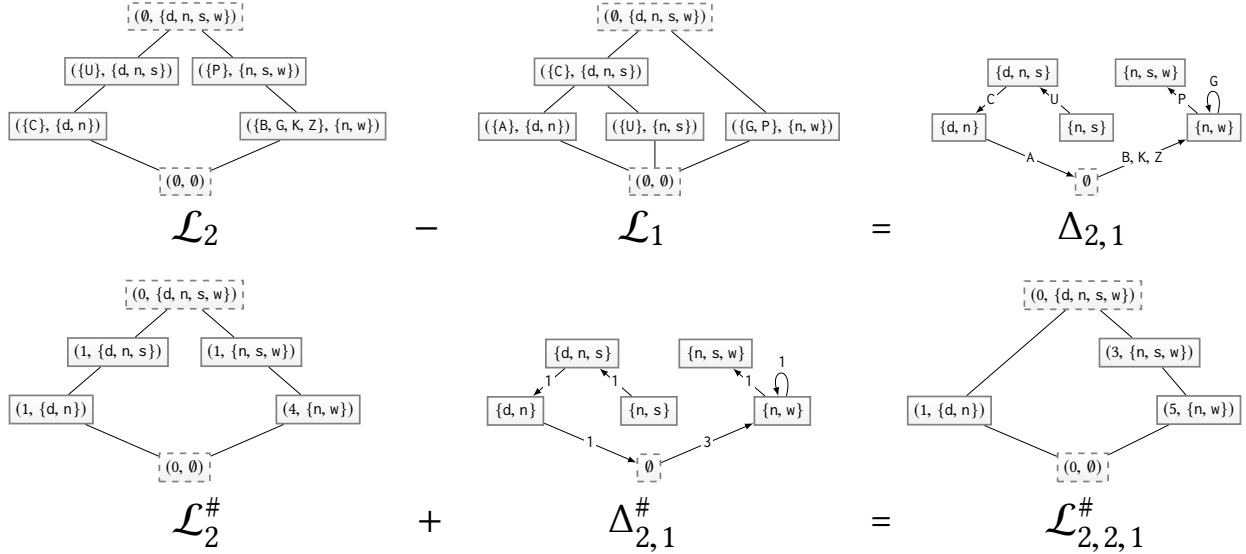 (∅, {d, n, s, w})
({U}, {d, n, s})
({P}, {n, s, w})
({C}, {d, n})
({B, G, K, Z}, {n, w})
(∅, ∅)
ℒ2
−
(∅, {d, n, s, w})
({C}, {d, n, s})
({A}, {d, n})
({U}, {n, s})
({G, P}, {n, w})
(∅, ∅)
ℒ1
=
{d, n, s}
{n, s, w}
G
C
U
P
{d, n}
{n, s}
{n, w}
A
B, K, Z
∅
Δ2, 1
(0, {d, n, s, w})
(1, {d, n, s})
(1, {n, s, w})
(1, {d, n})
(4, {n, w})
(0, ∅)
ℒ#2
+
{d, n, s}
{n, s, w}
1
1
1
1
{d, n}
{n, s}
{n, w}
1
3
∅
Δ#2, 1
=
(0, {d, n, s, w})
(3, {n, s, w})
(1, {d, n})
(5, {n, w})
(0, ∅)
ℒ#2, 2, 1